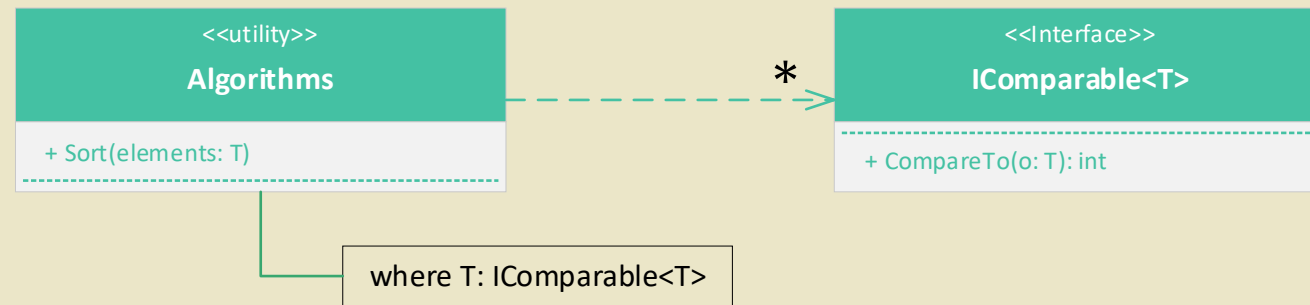 <<utility>>
Algorithms
+ Sort(elements: T)
*
<<Interface>>
IComparable<T>
+ CompareTo(o: T): int
where T: IComparable<T>